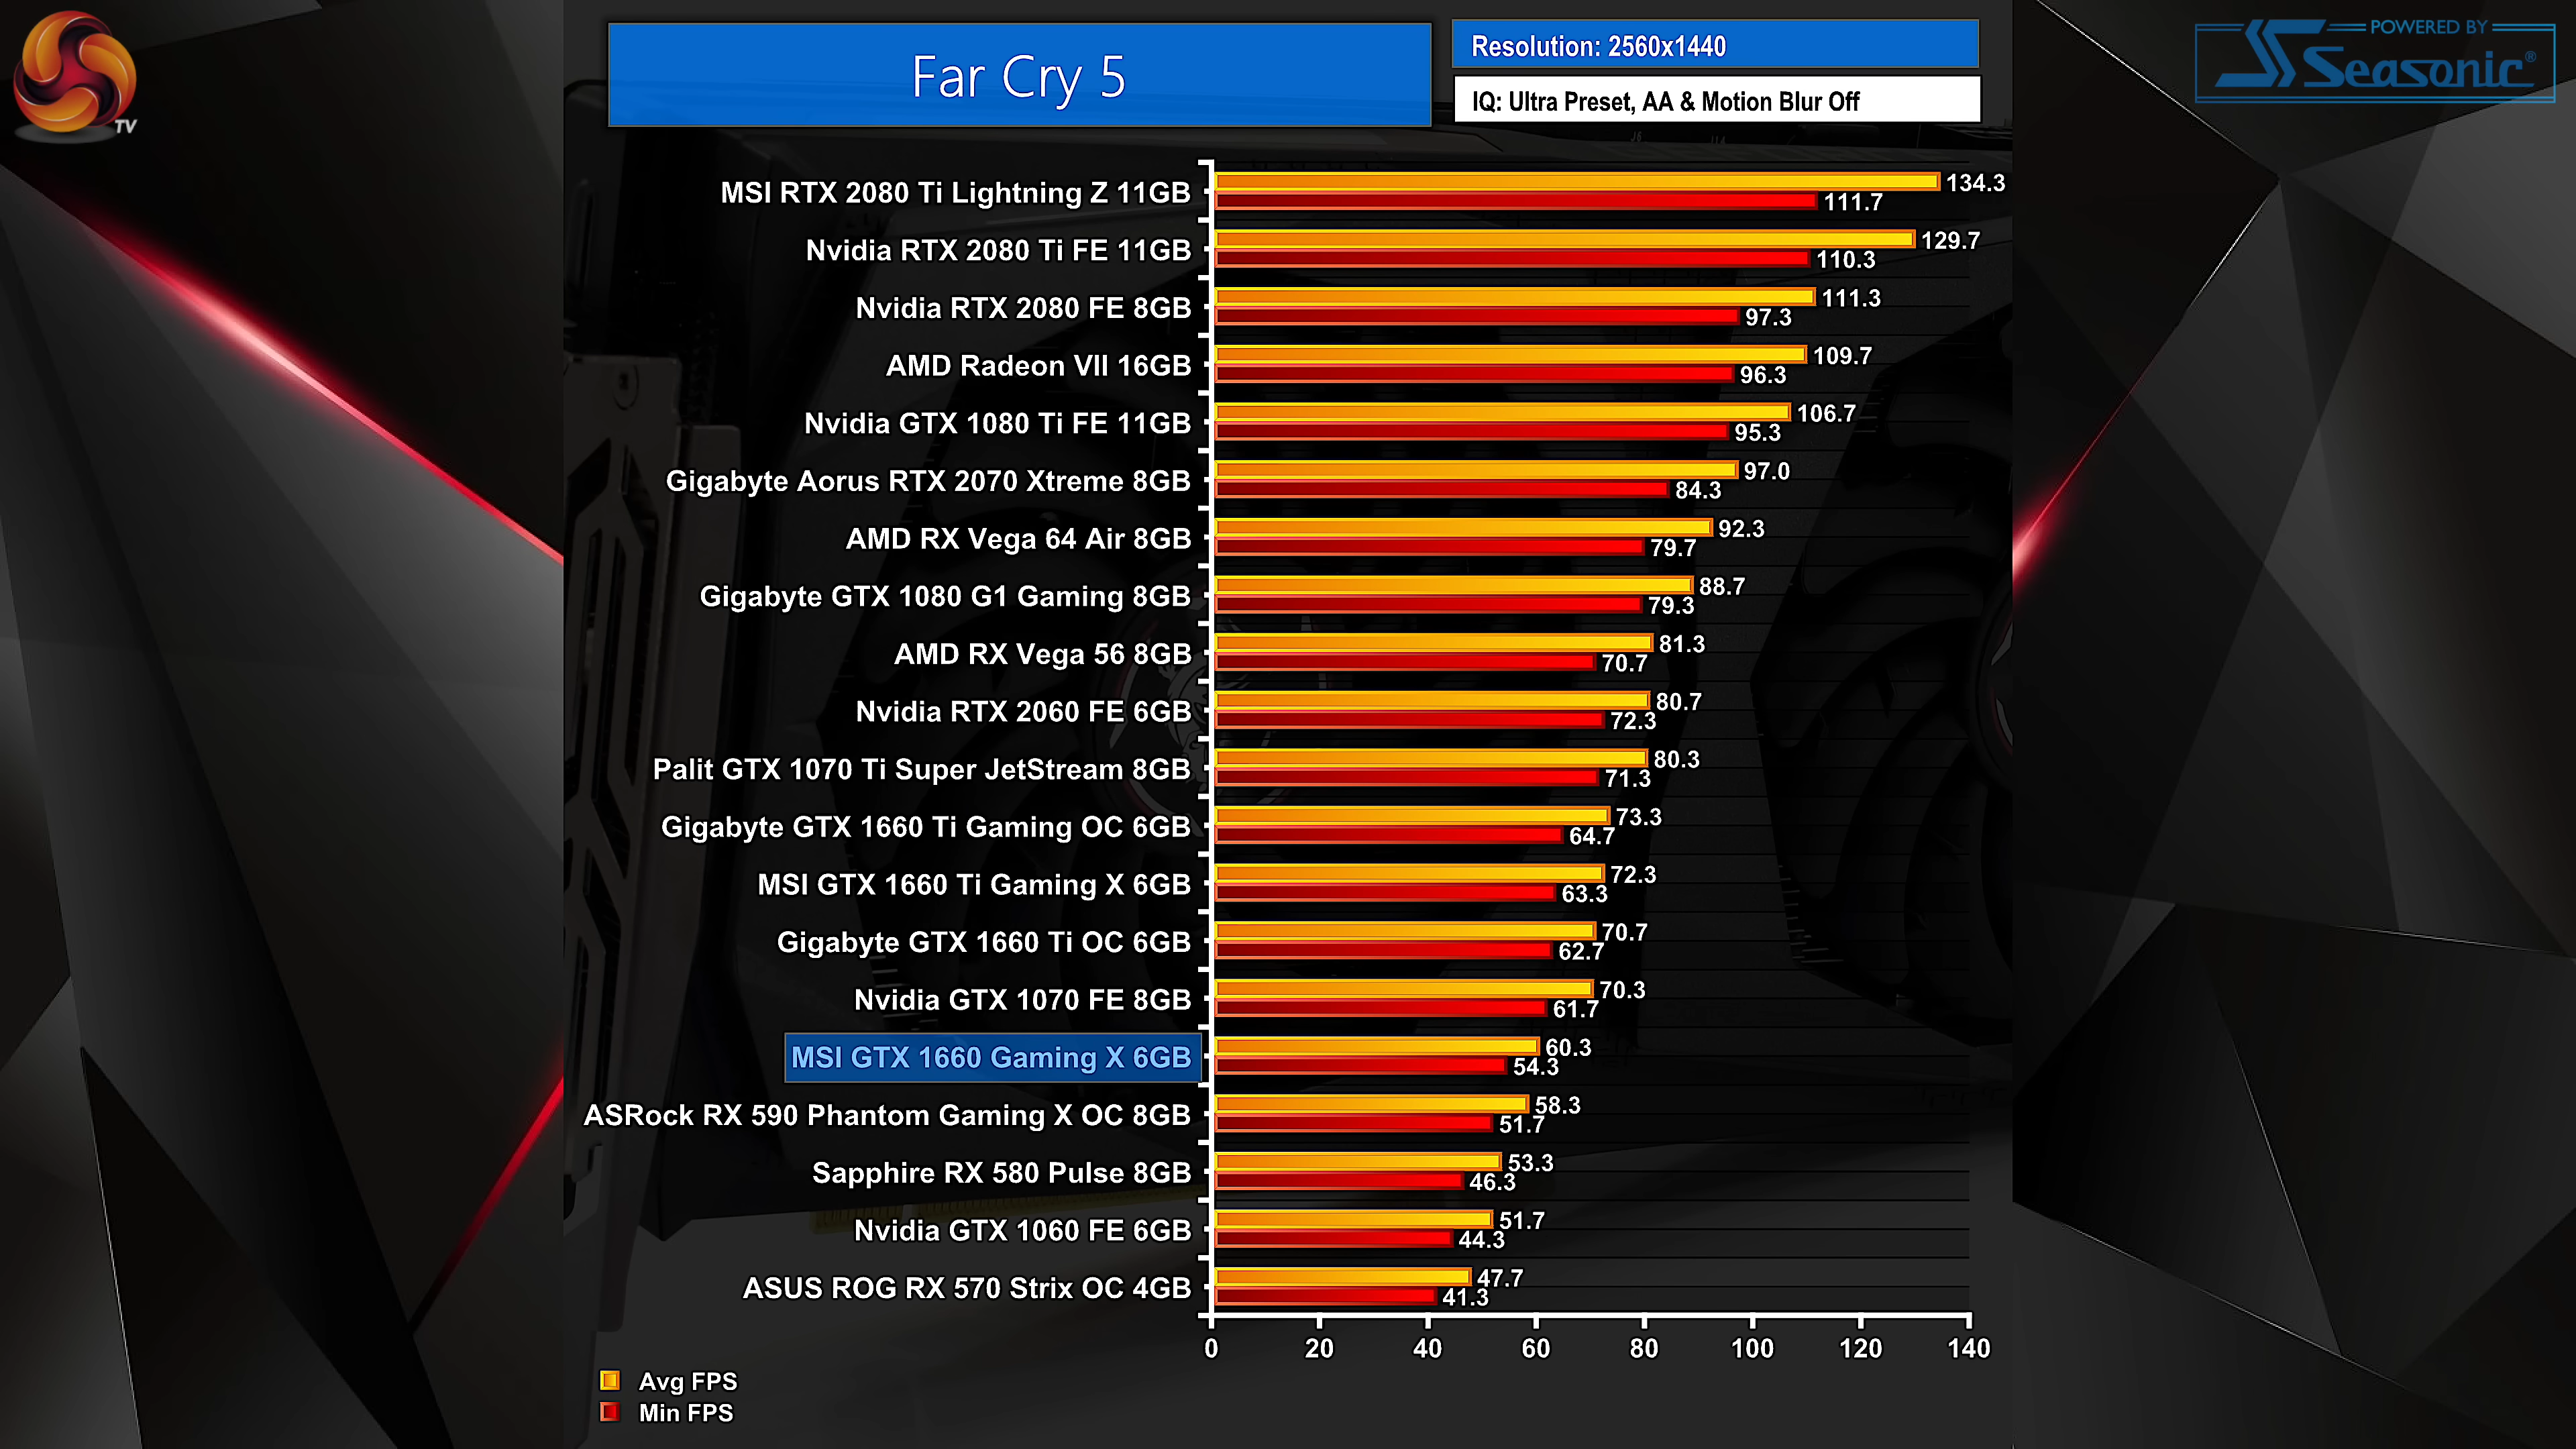 TV
Far Cry 5
Resolution: 2560x1440
IQ: Ultra Preset, AA & Motion Blur Off
POWERED BY
Seasonic®
MSI RTX 2080 Ti Lightning Z 11GB 134.3 111.7
Nvidia RTX 2080 Ti FE 11GB 129.7 110.3
Nvidia RTX 2080 FE 8GB 111.3 97.3
AMD Radeon VII 16GB 109.7 96.3
Nvidia GTX 1080 Ti FE 11GB 106.7 95.3
Gigabyte Aorus RTX 2070 Xtreme 8GB 97.0 84.3
AMD RX Vega 64 Air 8GB 92.3 79.7
Gigabyte GTX 1080 G1 Gaming 8GB 88.7 79.3
AMD RX Vega 56 8GB 81.3 70.7
Nvidia RTX 2060 FE 6GB 80.7 72.3
Palit GTX 1070 Ti Super JetStream 8GB 80.3 71.3
Gigabyte GTX 1660 Ti Gaming OC 6GB 73.3 64.7
MSI GTX 1660 Ti Gaming X 6GB 72.3 63.3
Gigabyte GTX 1660 Ti OC 6GB 70.7 62.7
Nvidia GTX 1070 FE 8GB 70.3 61.7
MSI GTX 1660 Gaming X 6GB 60.3 54.3
ASRock RX 590 Phantom Gaming X OC 8GB 58.3 51.7
Sapphire RX 580 Pulse 8GB 53.3 46.3
Nvidia GTX 1060 FE 6GB 51.7 44.3
ASUS ROG RX 570 Strix OC 4GB 47.7 41.3
0 20 40 60 80 100 120 140
Avg FPS
Min FPS